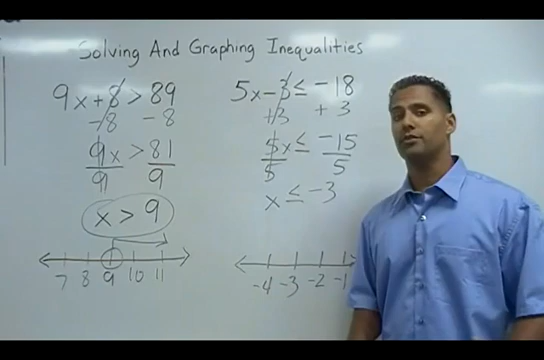 Solving And Graphing Inequalities
9x + 8 > 89
-8 -8
9x > 81
9 9
x > 9
7 8 9 10 11
5x - 3 ≤ -18
+3 +3
5x ≤ -15
5 5
x ≤ -3
-4 -3 -2 -1